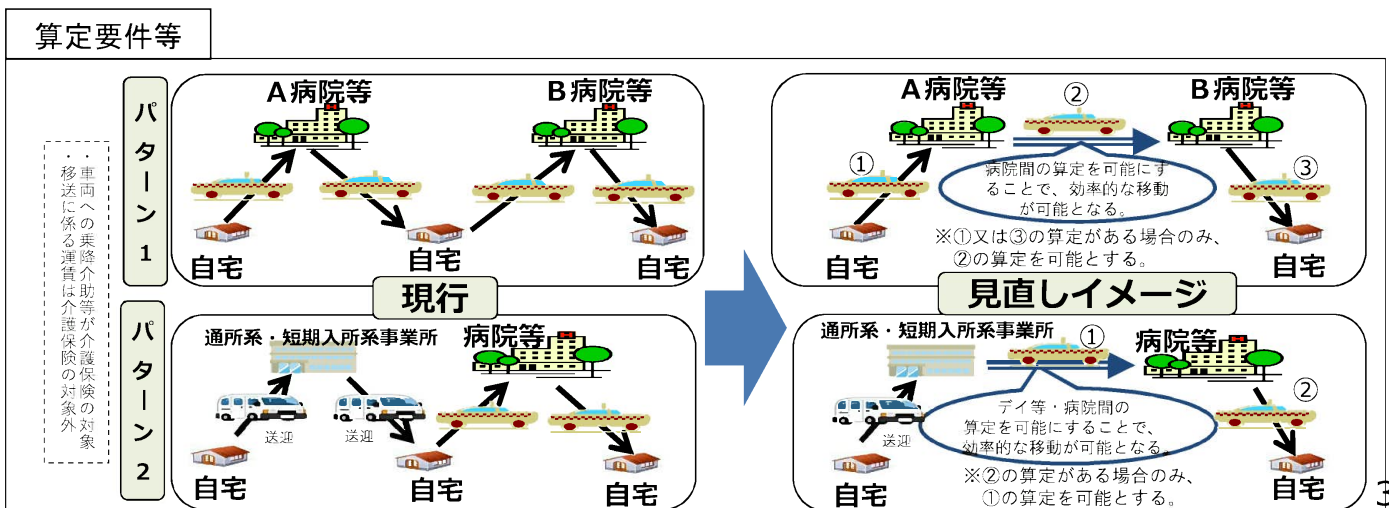 算定要件等
・車両への乗降介助等が介護保険の対象
・移送に係る運賃は介護保険の対象外
パターン1
A病院等
B病院等
自宅
自宅
自宅
現行
パターン2
通所系・短期入所系事業所
病院等
送迎
送迎
自宅
自宅
自宅
A病院等
②
B病院等
①
③
病院間の算定を可能にす
ることで、効率的な移動
が可能となる。
※①又は③の算定がある場合のみ、
②の算定を可能とする。
自宅
自宅
見直しイメージ
通所系・短期入所系事業所
①
病院等
②
送迎
デイ等・病院間の
算定を可能にすることで、
効率的な移動が可能となる。
※②の算定がある場合のみ、
①の算定を可能とする。
自宅
自宅